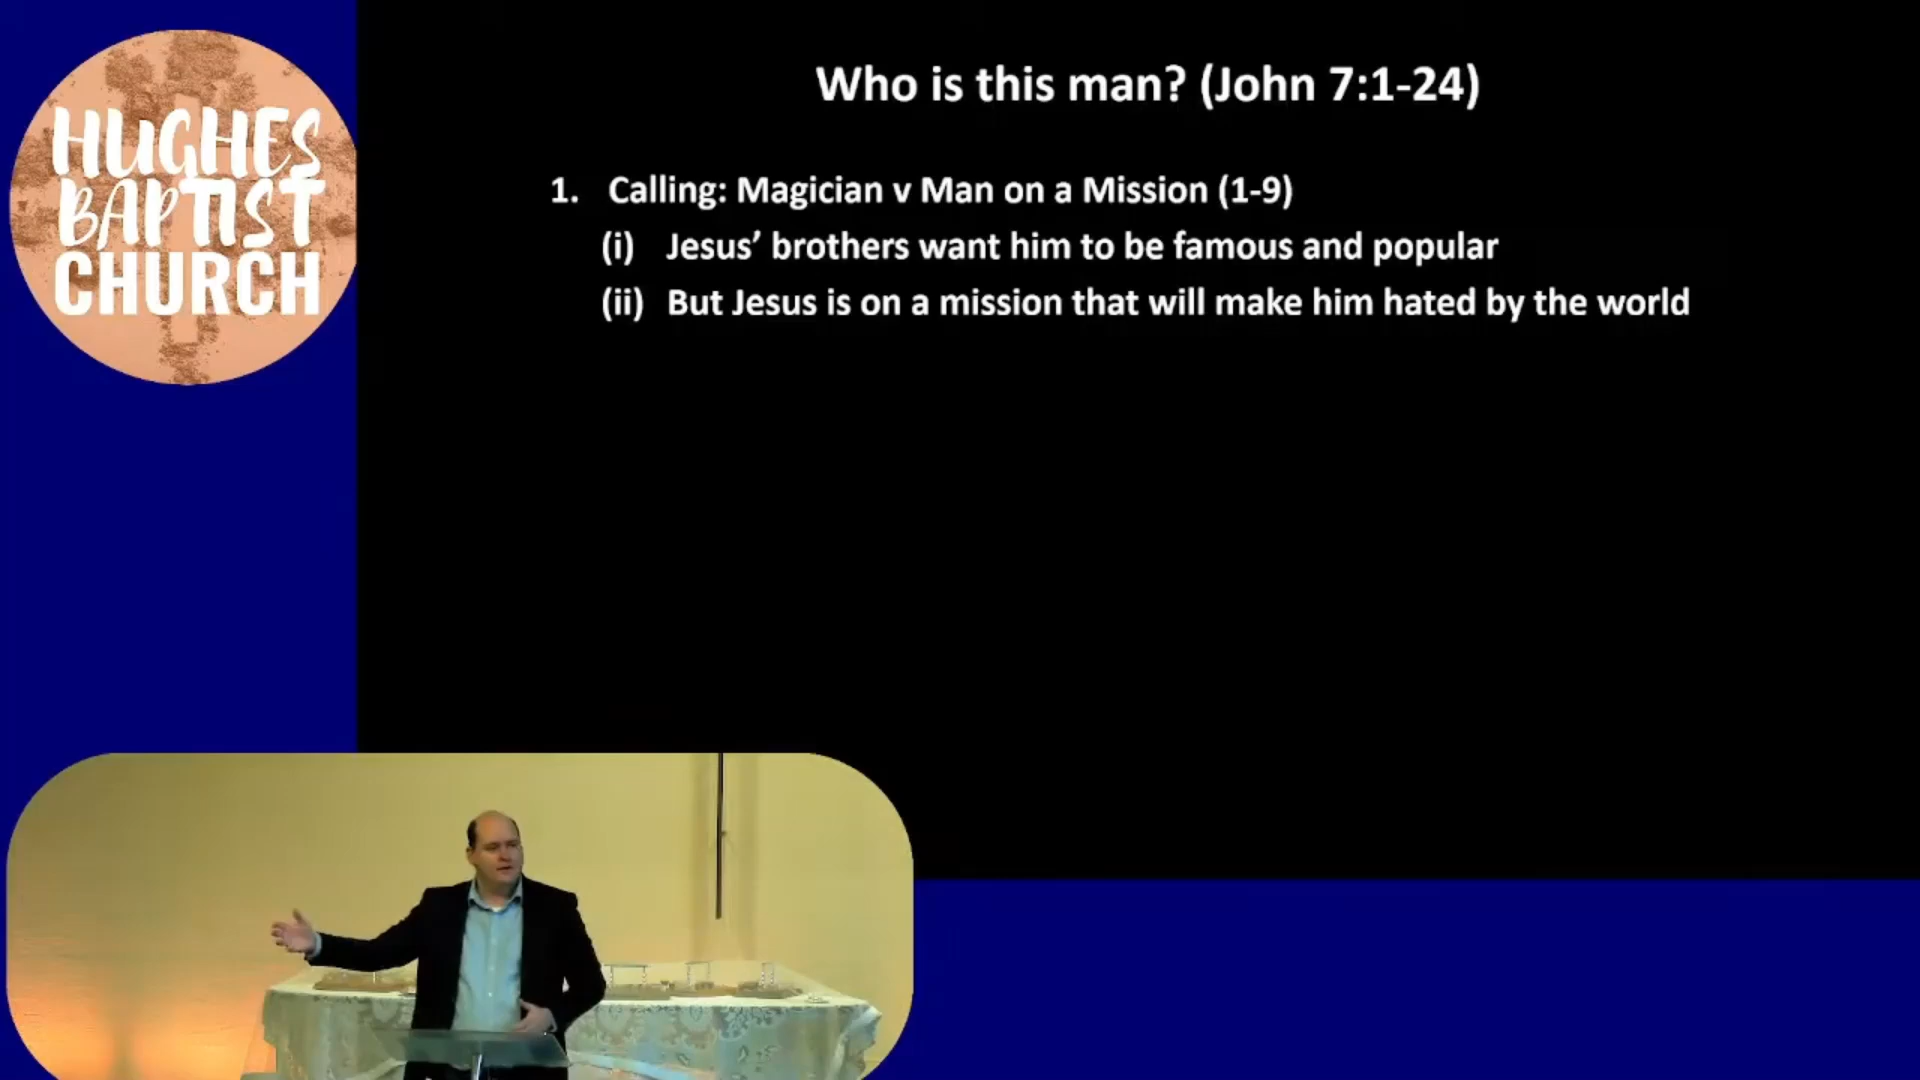 HUGHES
BAPTIST
CHURCH
Who is this man? (John 7:1-24)
1. Calling: Magician v Man on a Mission (1-9)
(i) Jesus’ brothers want him to be famous and popular
(ii) But Jesus is on a mission that will make him hated by the world